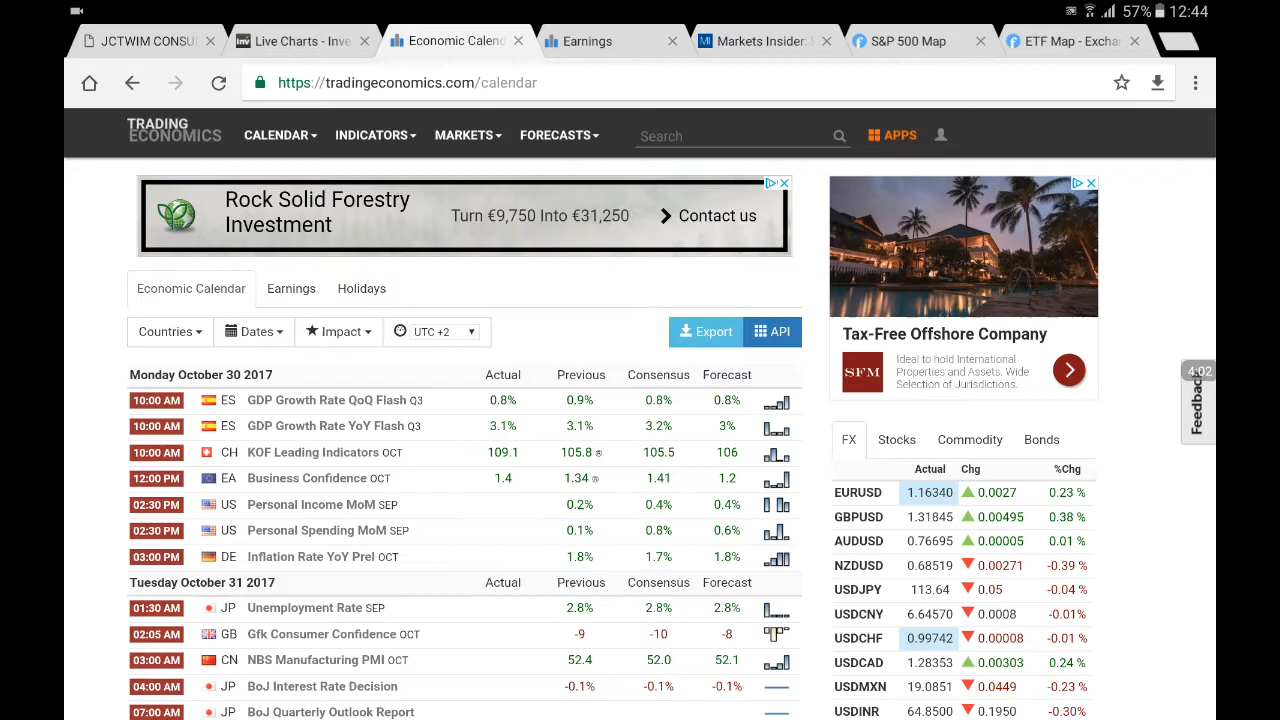 57% 12:44
JCTWIM CONSU
Live Charts - Inve
Economic Calend
Earnings
Markets Insider: S
S&P 500 Map
ETF Map - Excha
https://tradingeconomics.com/calendar
TRADING
ECONOMICS
CALENDAR INDICATORS MARKETS FORECASTS Search APPS
Rock Solid Forestry
Investment
Turn €9,750 Into €31,250
Contact us
Economic Calendar Earnings Holidays
Countries Dates Impact UTC +2 Export API
Monday October 30 2017 Actual Previous Consensus Forecast
10:00 AM ES GDP Growth Rate QoQ Flash Q3 0.8% 0.9% 0.8% 0.8%
10:00 AM ES GDP Growth Rate YoY Flash Q3 3.1% 3.1% 3.2% 3%
10:00 AM CH KOF Leading Indicators OCT 109.1 105.8 ® 105.5 106
12:00 PM EA Business Confidence OCT 1.4 1.34 ® 1.41 1.2
02:30 PM US Personal Income MoM SEP 0.2% 0.4% 0.4%
02:30 PM US Personal Spending MoM SEP 0.1% 0.8% 0.6%
03:00 PM DE Inflation Rate YoY Prel OCT 1.8% 1.7% 1.8%
Tuesday October 31 2017 Actual Previous Consensus Forecast
01:30 AM JP Unemployment Rate SEP 2.8% 2.8% 2.8%
02:05 AM GB Gfk Consumer Confidence OCT -9 -10 -8
03:00 AM CN NBS Manufacturing PMI OCT 52.4 52.0 52.1
04:00 AM JP BoJ Interest Rate Decision -0.1% -0.1% -0.1%
07:00 AM JP BoJ Quarterly Outlook Report
Tax-Free Offshore Company
SFM
Ideal to hold International
Properties and Assets. Wide
Selection of Jurisdictions.
4:02
Feedback
FX Stocks Commodity Bonds
Actual Chg %Chg
EURUSD 1.16340 0.0027 0.23 %
GBPUSD 1.31845 0.00495 0.38 %
AUDUSD 0.76695 0.00005 0.01 %
NZDUSD 0.68519 0.00271 -0.39 %
USDJPY 113.64 0.05 -0.04 %
USDCNY 6.64570 0.0008 -0.01%
USDCHF 0.99742 0.00008 -0.01 %
USDCAD 1.28353 0.00303 0.24 %
USDMXN 19.0851 0.0449 -0.23 %
USDINR 64.8500 0.1950 -0.30%